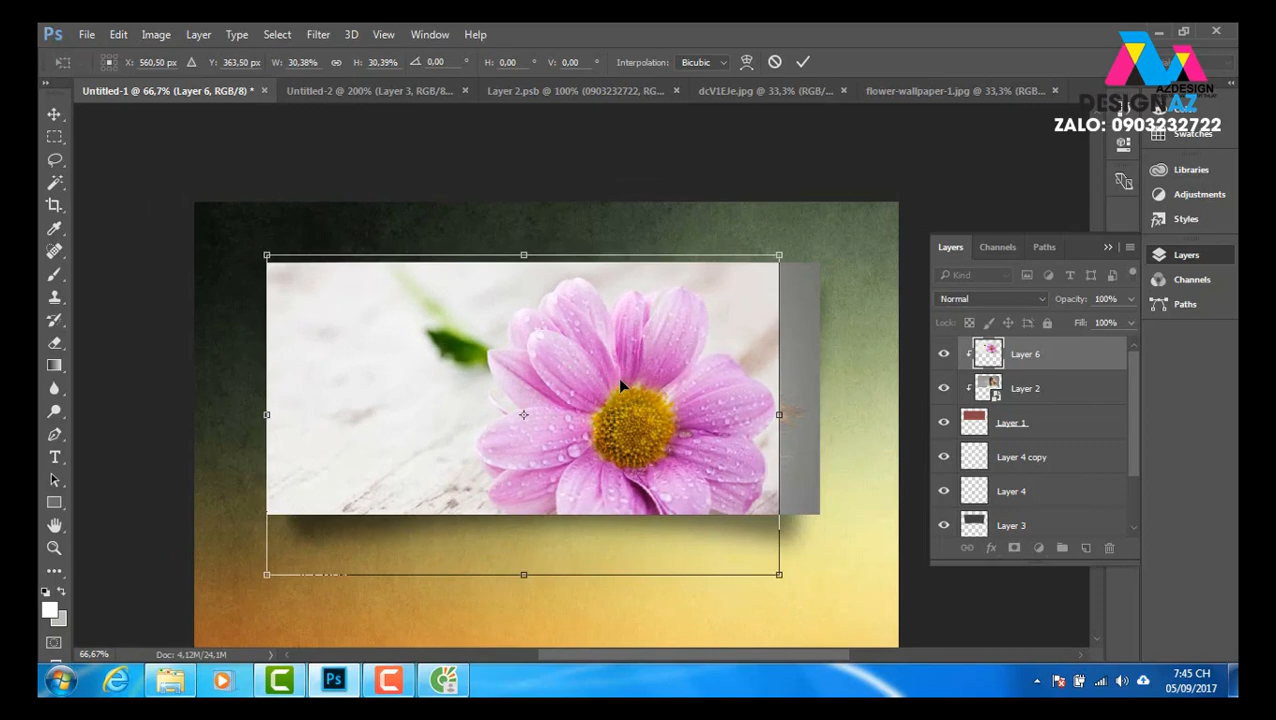 Ps File Edit Image Layer Type Select Filter 3D View Window Help
X: 560,50 px Y: 363,50 px W: 30,38% H: 30,39% 0,00 ° H: 0,00 ° V: 0,00 ° Interpolation: Bicubic
Untitled-1 @ 66,7% (Layer 6, RGB/8) * Untitled-2 @ 200% (Layer 3, RGB/8... Layer 2.psb @ 100% (0903232722, RG... dcV1EJe.jpg @ 33,3% (RGB/... flower-wallpaper-1.jpg @ 33,3% (RGB...
AZDESIGN
DESIGNAZ
ZALO: 0903232722
Swatches
Libraries
Adjustments
Styles
Layers
Channels
Paths
Layers Channels Paths
Kind
Normal Opacity: 100%
Lock: Fill: 100%
Layer 6
Layer 2
Layer 1
Layer 4 copy
Layer 4
Layer 3
66,67% Doc: 4,12M/24,1M
7:45 CH
05/09/2017